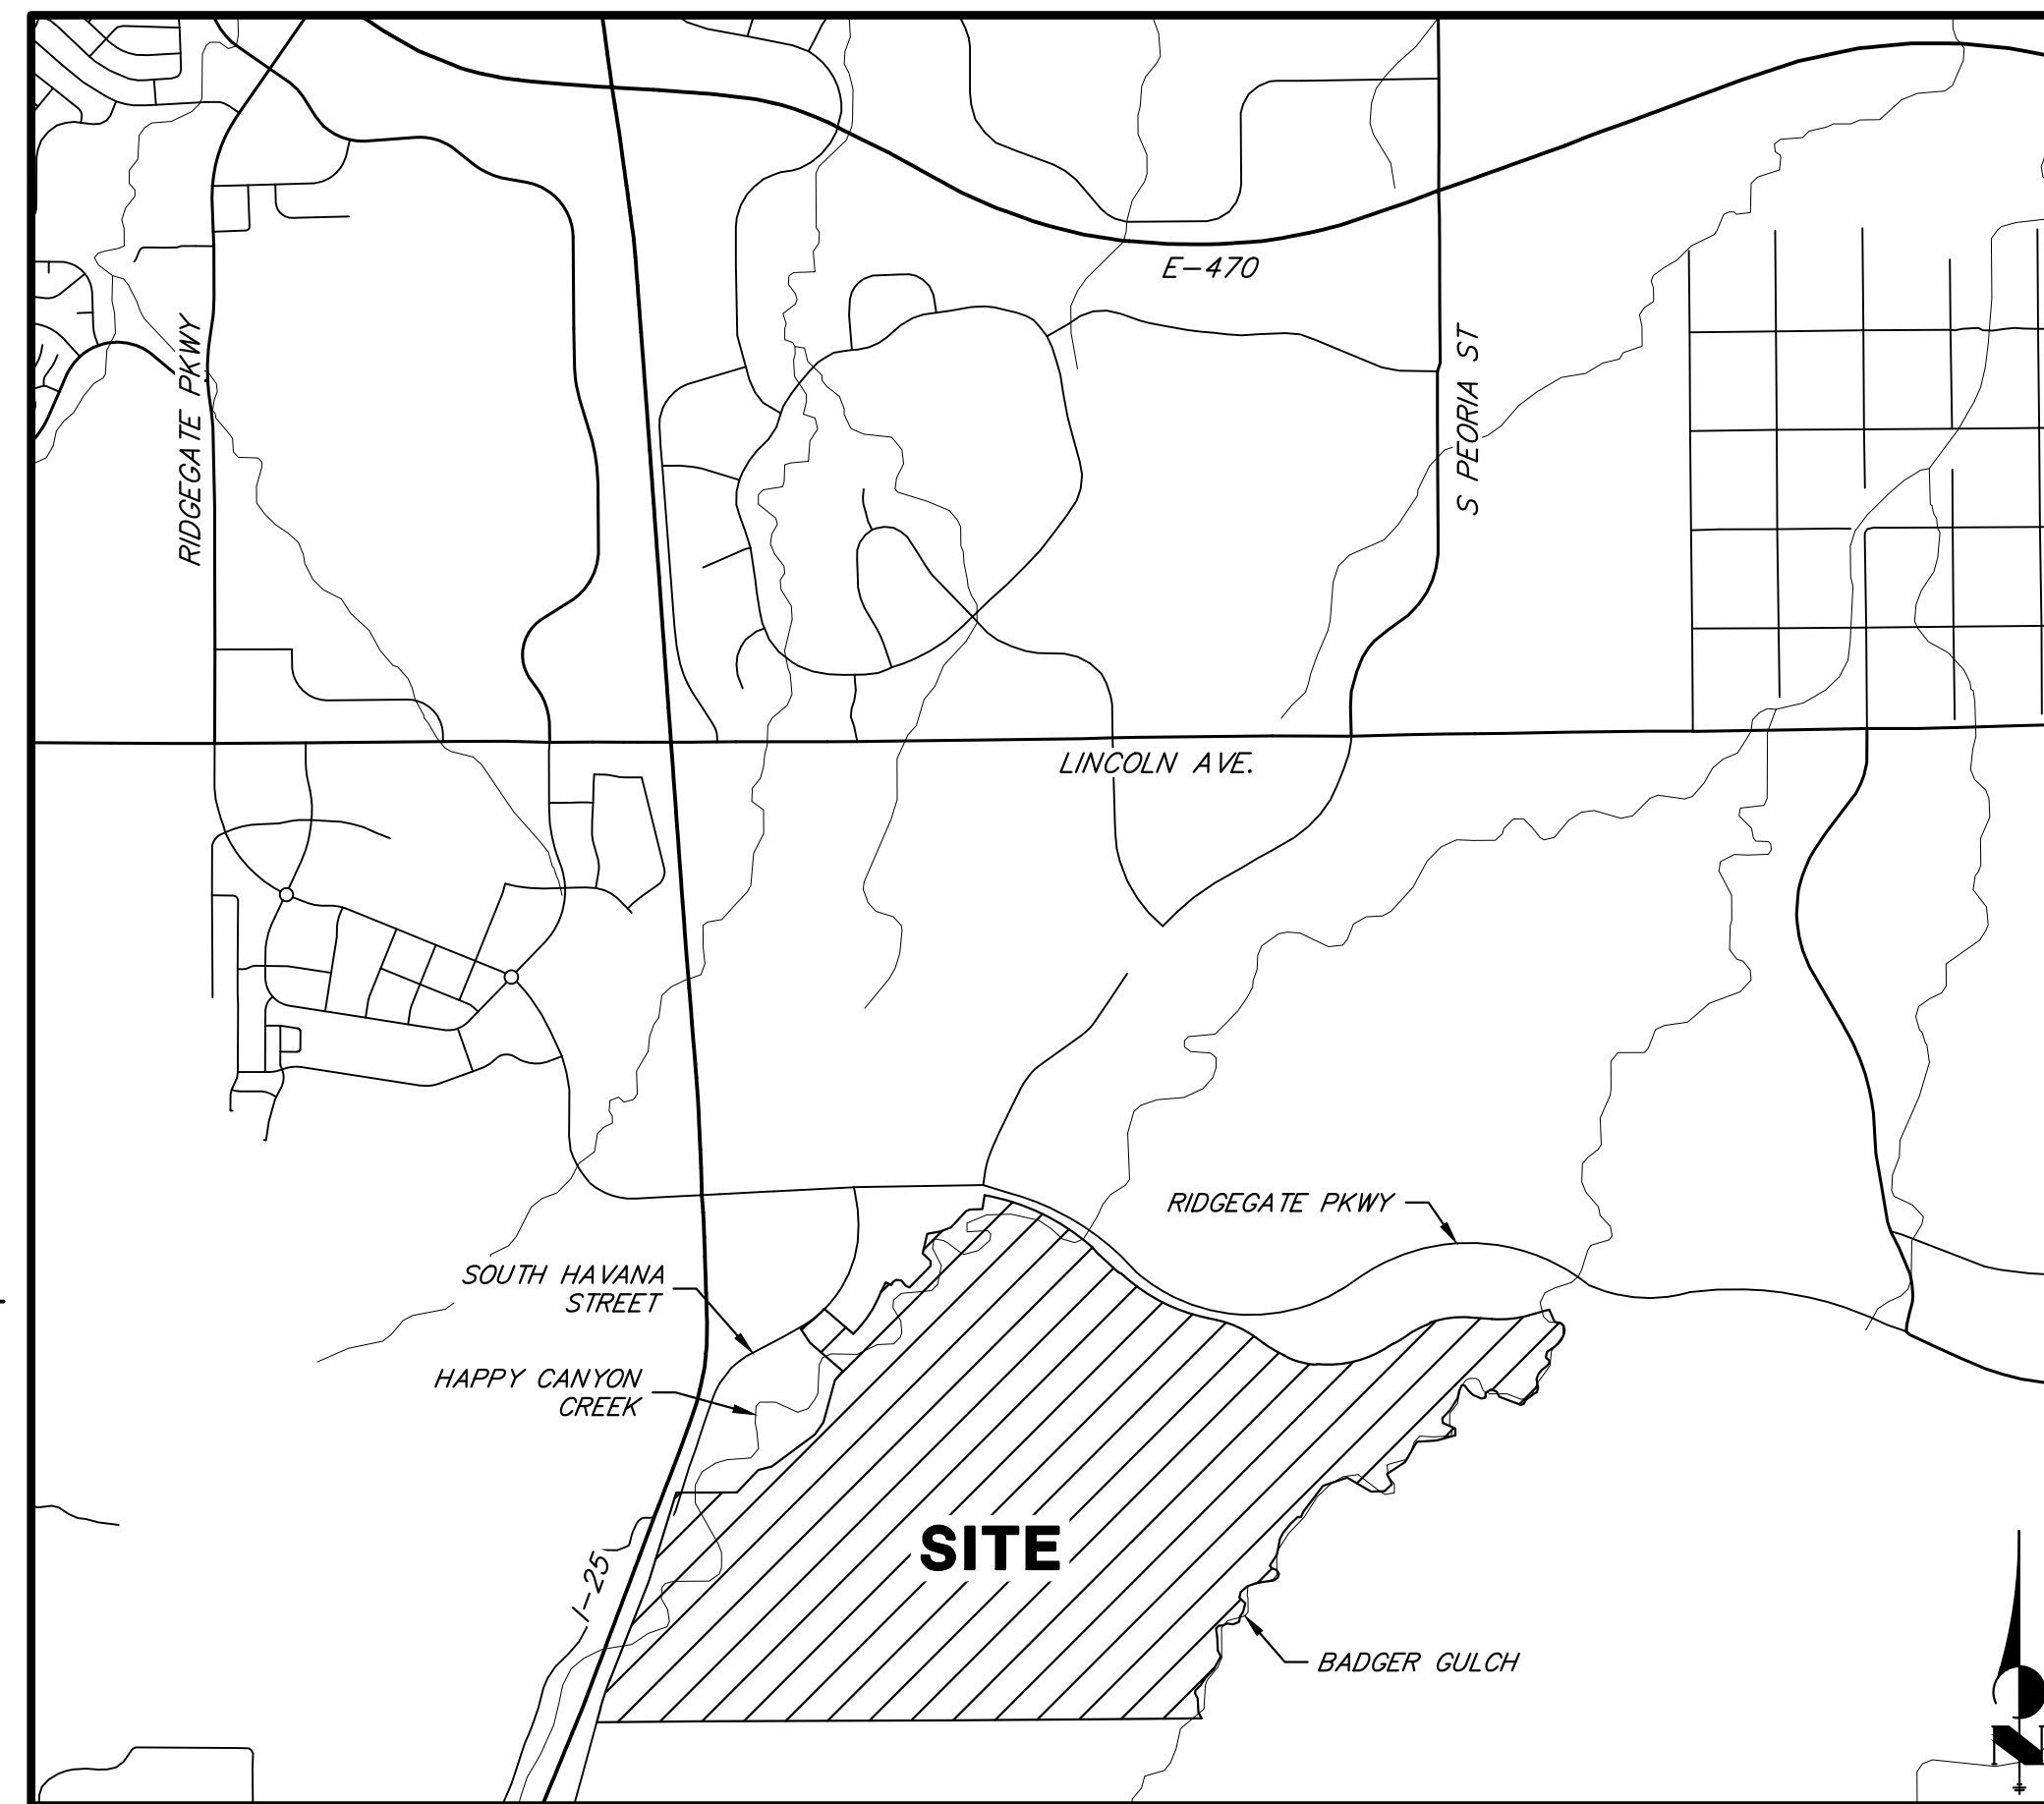 E-470
RIDGEGATE PKWY
S PEORIA ST
LINCOLN AVE.
RIDGEGATE PKWY
SOUTH HAVANA
STREET
HAPPY CANYON
CREEK
SITE
I-25
BADGER GULCH
N